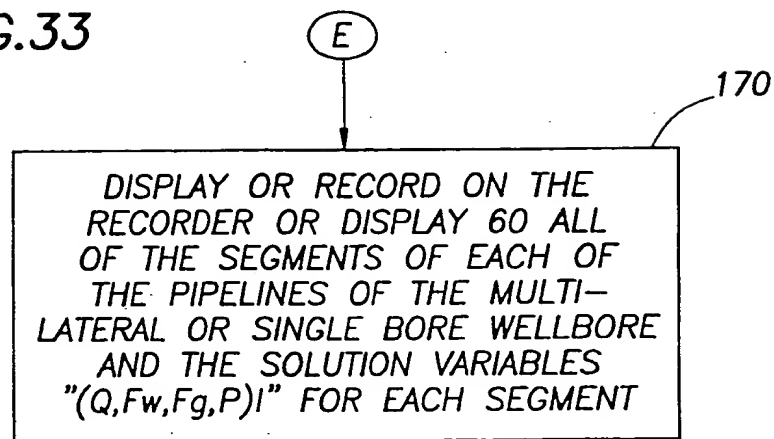 G.33
E
170
DISPLAY OR RECORD ON THE
RECORDER OR DISPLAY 60 ALL
OF THE SEGMENTS OF EACH OF
THE PIPELINES OF THE MULTI-
LATERAL OR SINGLE BORE WELLBORE
AND THE SOLUTION VARIABLES
"(Q,Fw,Fg,P)I" FOR EACH SEGMENT